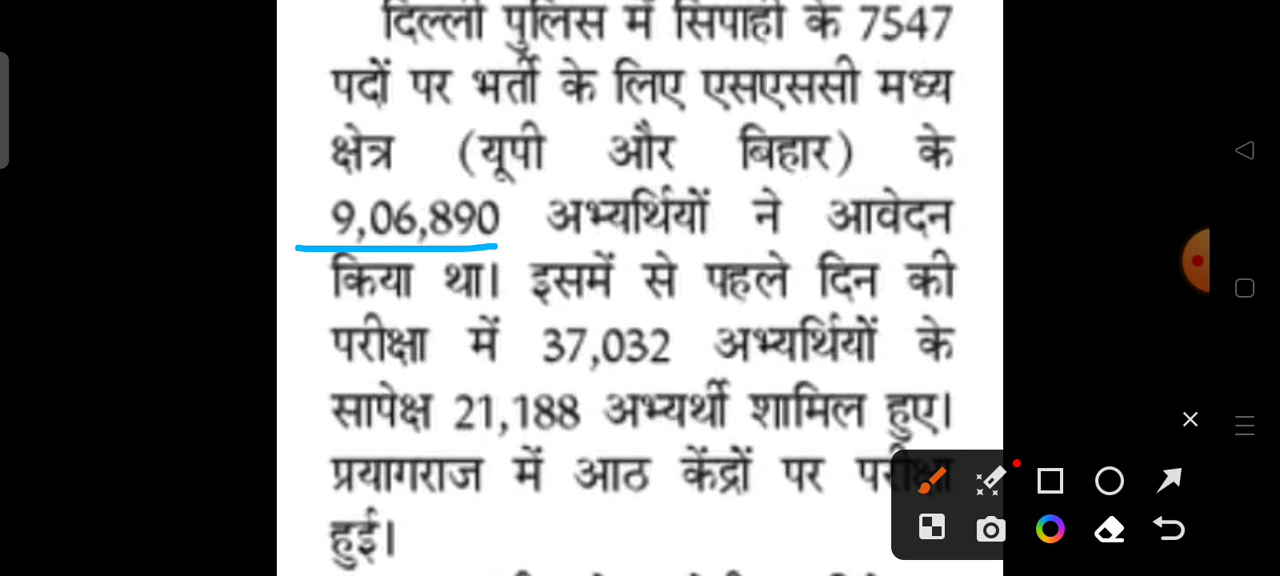 दिल्ली पुलिस में सिपाही के 7547
पदों पर भर्ती के लिए एसएससी मध्य
क्षेत्र (यूपी और बिहार) के
9,06,890 अभ्यर्थियों ने आवेदन
किया था। इसमें से पहले दिन की
परीक्षा में 37,032 अभ्यर्थियों के
सापेक्ष 21,188 अभ्यर्थी शामिल हुए।
प्रयागराज में आठ केंद्रों पर परीक्षा
हुई।